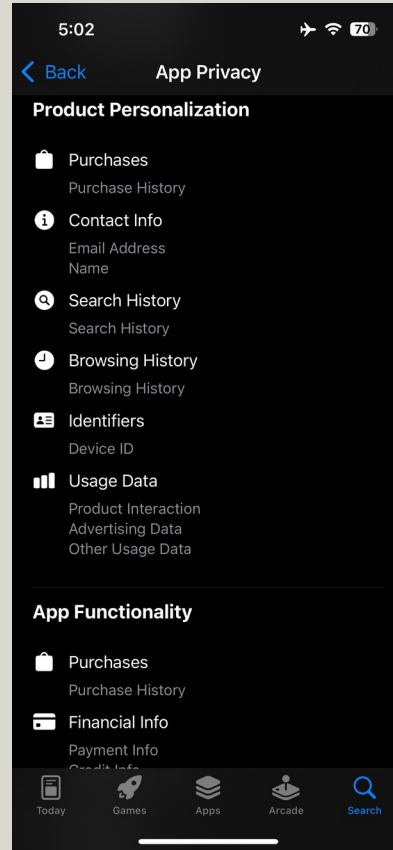 5:02
70
Back
App Privacy
Product Personalization
Purchases
Purchase History
Contact Info
Email Address
Name
Search History
Search History
Browsing History
Browsing History
Identifiers
Device ID
Usage Data
Product Interaction
Advertising Data
Other Usage Data
App Functionality
Purchases
Purchase History
Financial Info
Payment Info
Credit Info
Today
Games
Apps
Arcade
Search